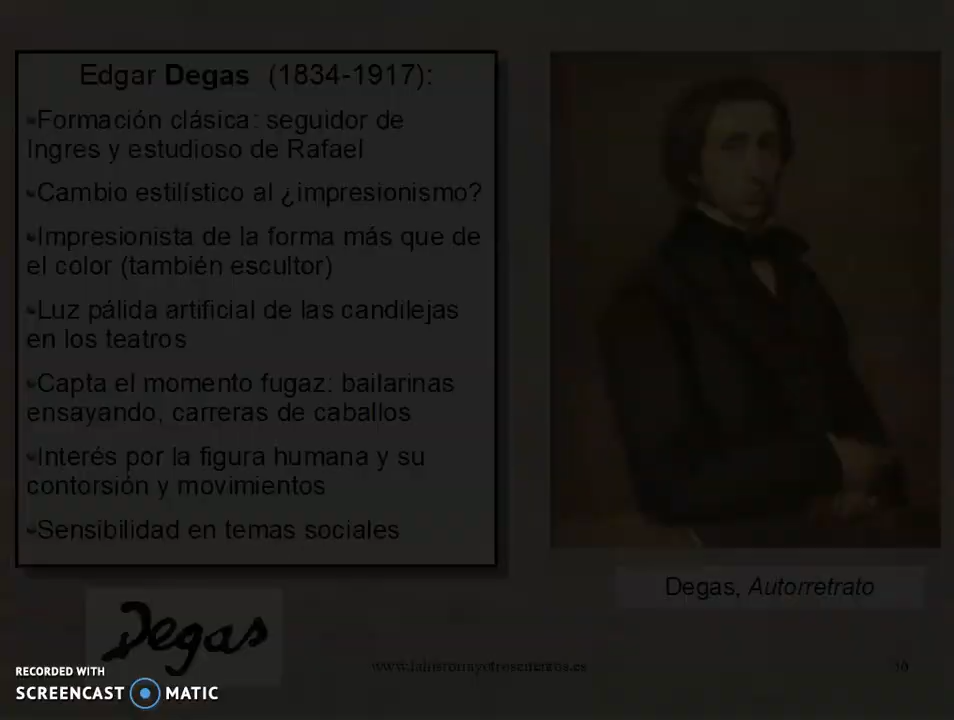 Edgar Degas (1834-1917):
-Formación clásica: seguidor de
Ingres y estudioso de Rafael
-Cambio estilístico al ¿impresionismo?
-Impresionista de la forma más que de
el color (también escultor)
-Luz pálida artificial de las candilejas
en los teatros
-Capta el momento fugaz: bailarinas
ensayando, carreras de caballos
-Interés por la figura humana y su
contorsión y movimientos
-Sensibilidad en temas sociales
Degas, Autorretrato
Degas
www.lahistoriayotroscuentos.es
RECORDED WITH
SCREENCAST MATIC